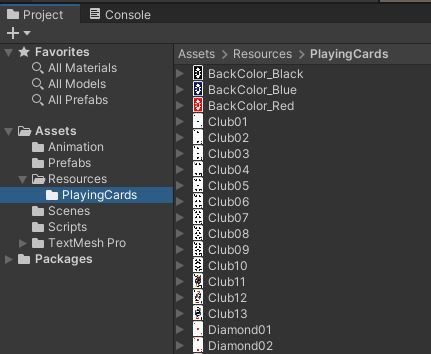 Project
Console
Favorites
All Materials
All Models
All Prefabs
Assets
Animation
Prefabs
Resources
PlayingCards
Scenes
Scripts
TextMesh Pro
Packages
Assets > Resources > PlayingCards
BackColor_Black
BackColor_Blue
BackColor_Red
Club01
Club02
Club03
Club04
Club05
Club06
Club07
Club08
Club09
Club10
Club11
Club12
Club13
Diamond01
Diamond02